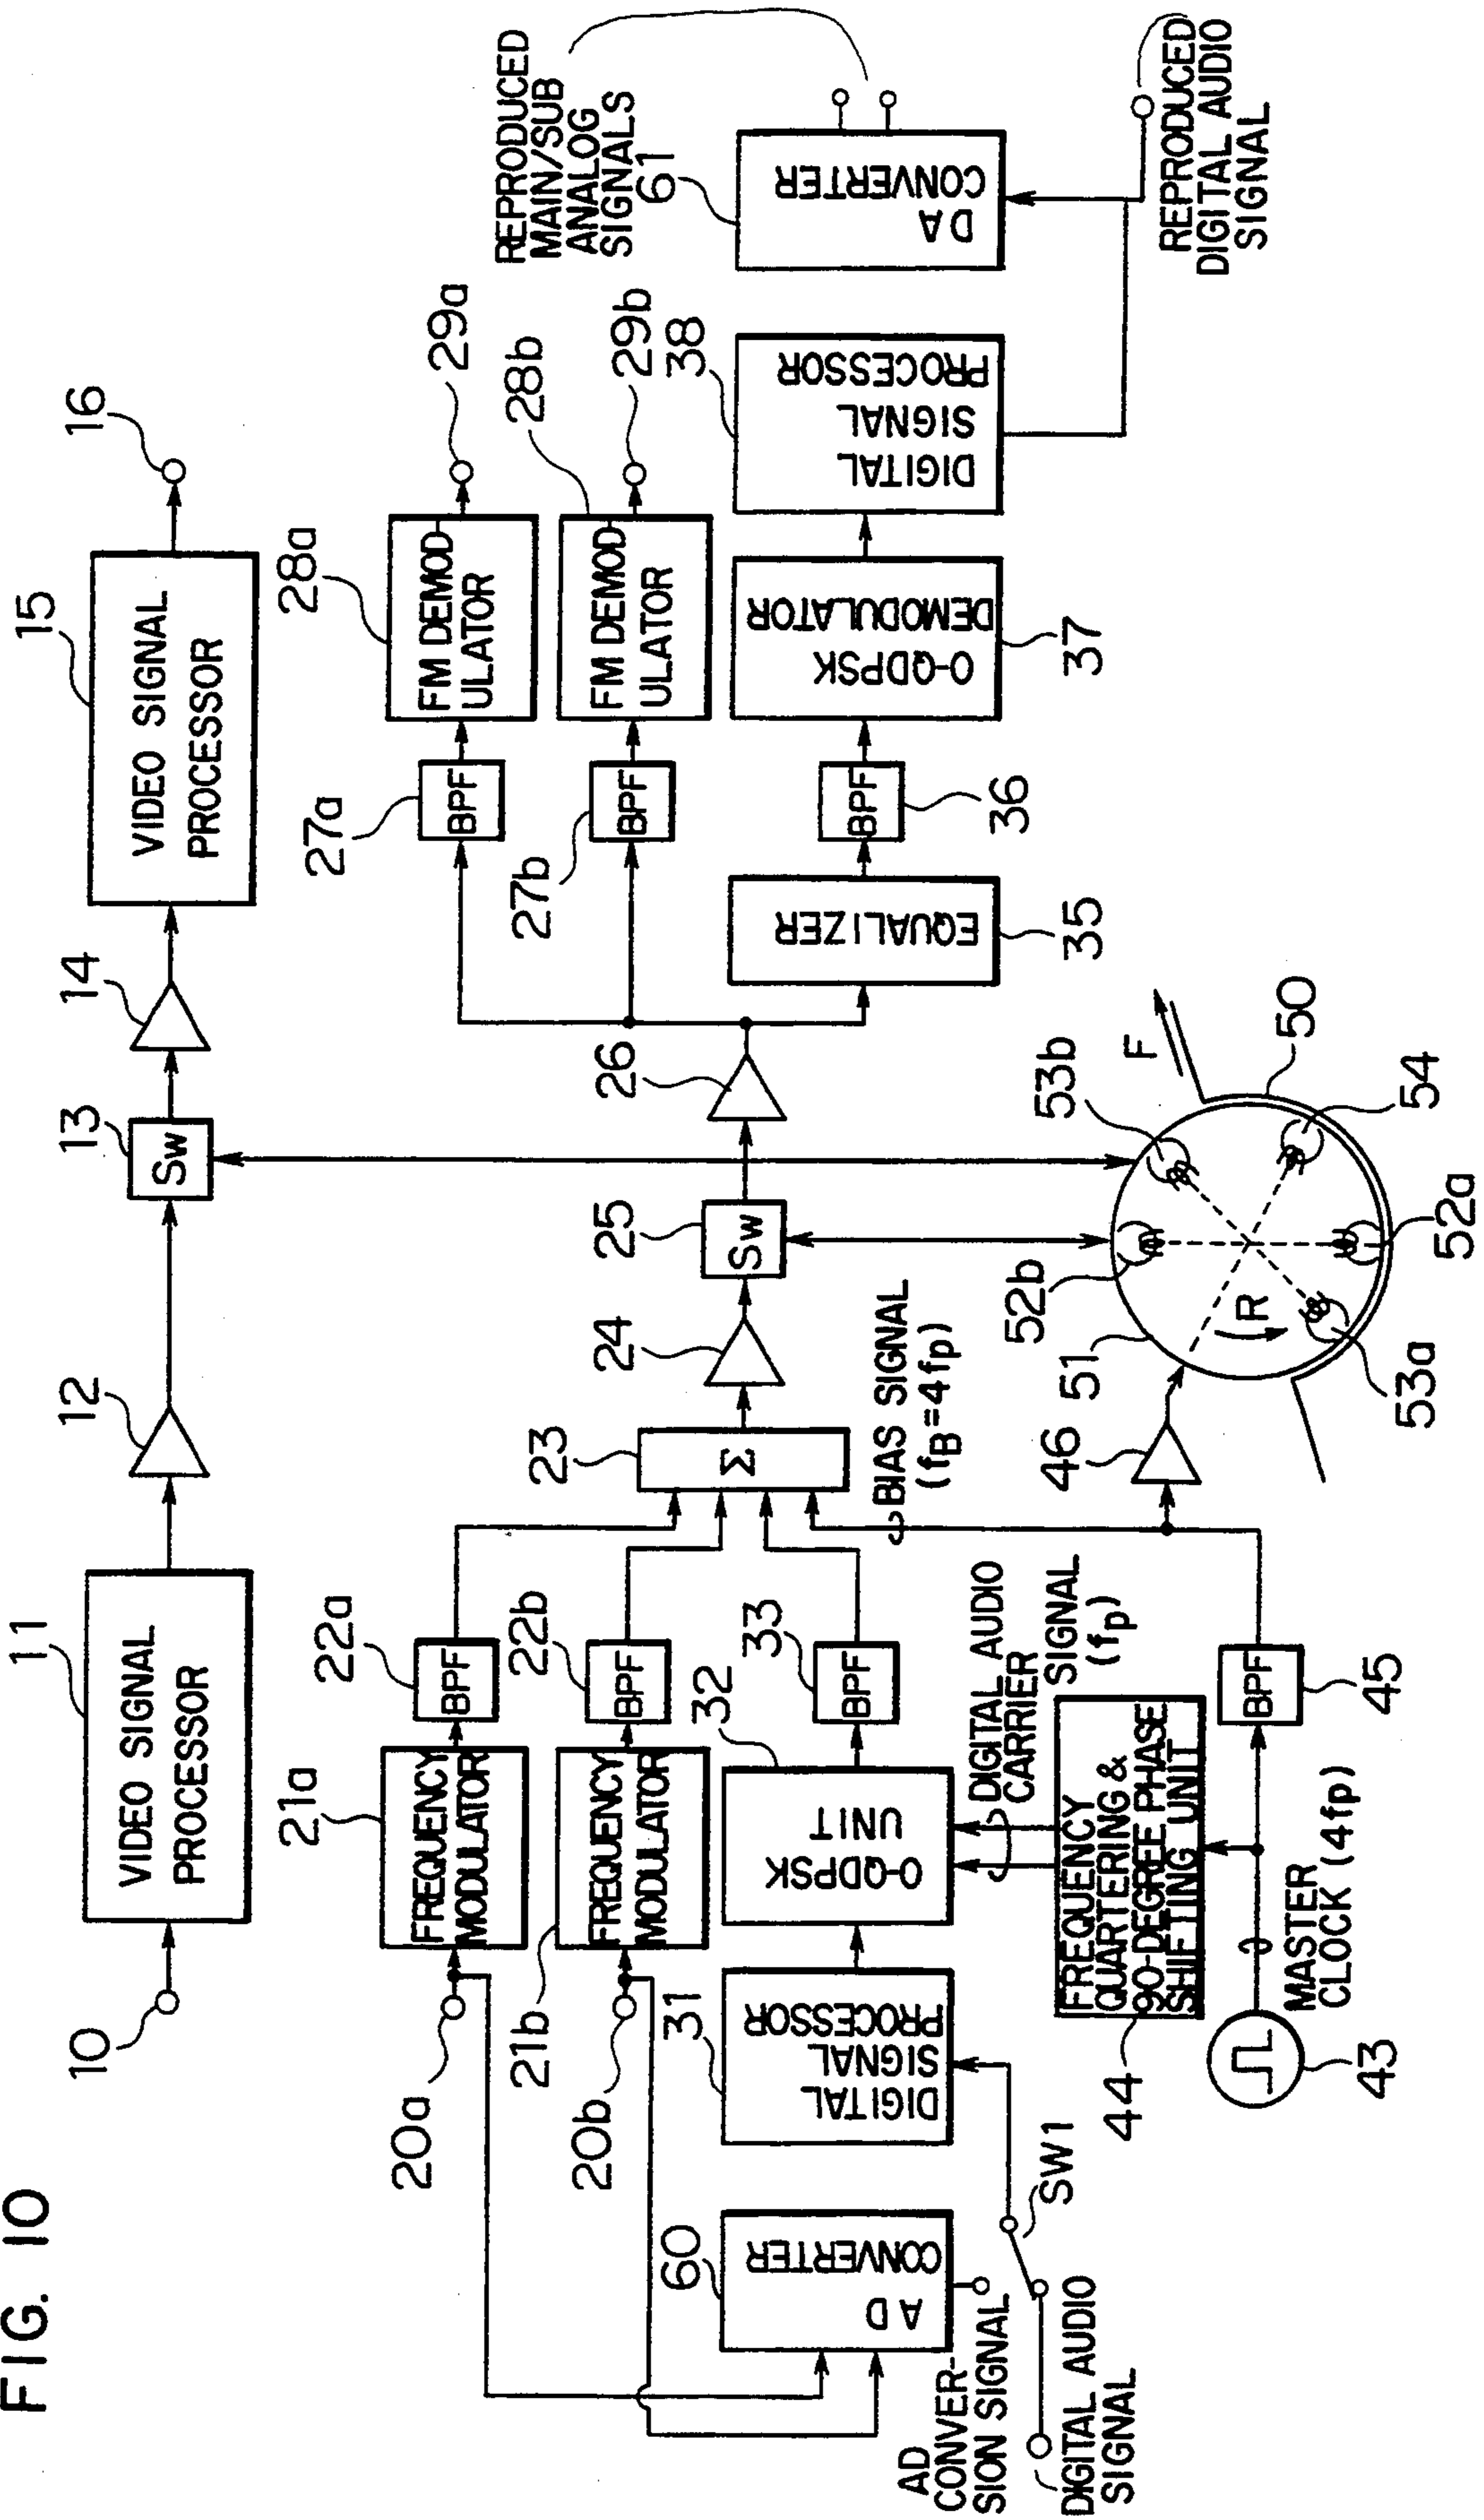 FIG. 10
10
11
VIDEO SIGNAL
PROCESSOR
12
13
SW
14
15
VIDEO SIGNAL
PROCESSOR
16
20a
21a
FREQUENCY
MODULATOR
22a
BPF
20b
21b
FREQUENCY
MODULATOR
22b
BPF
23
Σ
24
25
SW
26
27a
BPF
28a
FM DEMOD
ULATOR
29a
27b
BPF
28b
FM DEMOD
ULATOR
29b
60
AD
CONVERTER
31
DIGITAL
SIGNAL
PROCESSOR
32
O-QDPSK
UNIT
33
BPF
35
EQUALIZER
36
BPF
37
O-QDPSK
DEMODULATOR
38
DIGITAL
SIGNAL
PROCESSOR
61
DA
CONVERTER
REPRODUCED
MAIN/SUB
ANALOG
SIGNALS
REPRODUCED
DIGITAL AUDIO
SIGNAL
AD
CONVER-
SION SIGNAL
DIGITAL AUDIO
SIGNAL
SW1
DIGITAL AUDIO
CARRIER
SIGNAL
(fp)
44
FREQUENCY
QUARTERING &
90-DEGREE PHASE
SHIFTING UNIT
43
MASTER
CLOCK (4fp)
45
BPF
BIAS SIGNAL
(fB=4fp)
46
51
52b
53b
F
50
54
52a
53a
R